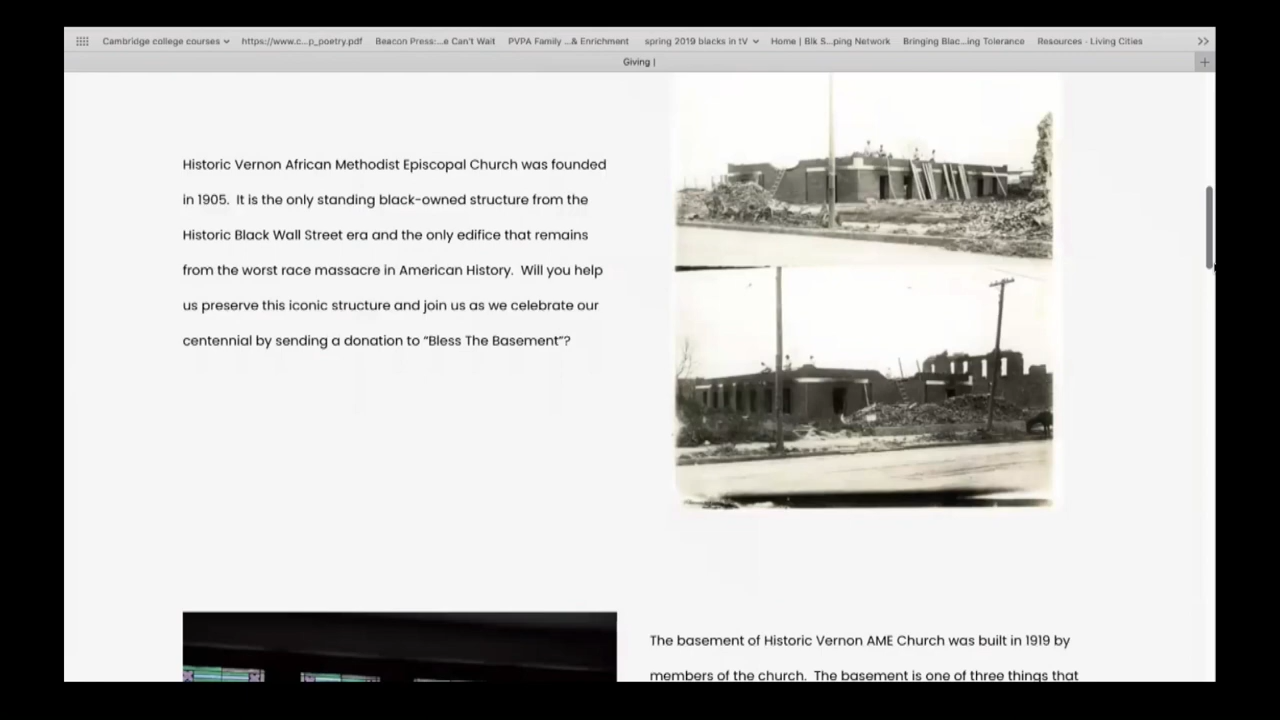 Cambridge college courses https://www.c...p_poetry.pdf Beacon Press:...e Can't Wait PVPA Family ...& Enrichment spring 2019 blacks in tV Home | Blk S...ping Network Bringing Blac...ing Tolerance Resources - Living Cities
Giving |
Historic Vernon African Methodist Episcopal Church was founded
in 1905. It is the only standing black-owned structure from the
Historic Black Wall Street era and the only edifice that remains
from the worst race massacre in American History. Will you help
us preserve this iconic structure and join us as we celebrate our
centennial by sending a donation to "Bless The Basement"?
The basement of Historic Vernon AME Church was built in 1919 by
members of the church. The basement is one of three things that